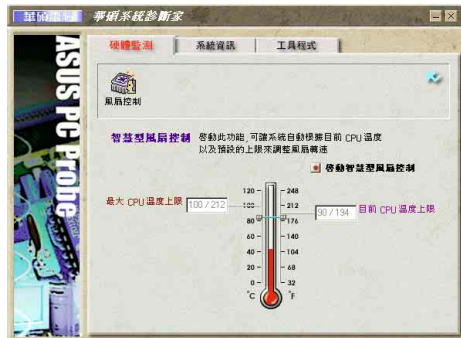 華碩電腦 華碩系統診斷家
ASUS PC Probe
硬體監測 系統資訊 工具程式
風扇控制
智慧型風扇控制 啟動此功能,可讓系統自動根據目前 CPU 溫度
以及預設的上限來調整風扇轉速
啟動智慧型風扇控制
最大 CPU 溫度上限 100 / 212
90 / 194 目前 CPU 溫度上限
120 248
100 212
80 176
60 140
40 104
20 68
0 32
°C °F